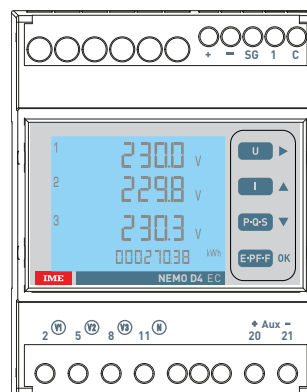 + − SG 1 C
1 230.0 V
U ▶
2 229.8 V
I ▲
3 230.3 V
P•Q•S ▼
00027038 kWh
E•PF•F OK
IME NEMO D4 EC
2 V1 5 V2 8 V3 11 N
+ Aux −
20 21